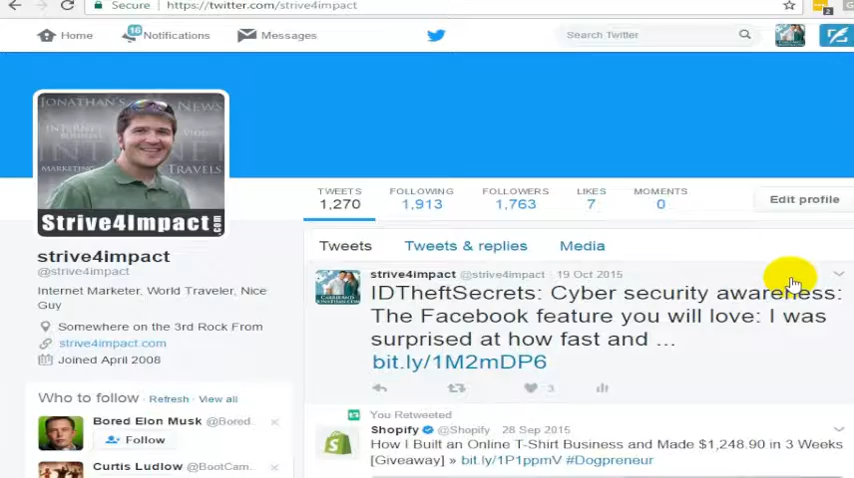 Secure https://twitter.com/strive4impact
2
Home 16 Notifications Messages Search Twitter
JONATHAN'S NEWS
INTERNET
BUSINESS
MARKETING
TRAVELS
Strive4Impact.com
TWEETS FOLLOWING FOLLOWERS LIKES MOMENTS
1,270 1,913 1,763 7 0
Edit profile
strive4impact
@strive4impact
Internet Marketer, World Traveler, Nice
Guy
Somewhere on the 3rd Rock From
strive4impact.com
Joined April 2008
Who to follow · Refresh · View all
Bored Elon Musk @Bored..
Follow
Curtis Ludlow @BootCam..
Tweets Tweets & replies Media
strive4impact @strive4impact · 19 Oct 2015
IDTheftSecrets: Cyber security awareness:
The Facebook feature you will love: I was
surprised at how fast and ...
bit.ly/1M2mDP6
3
You Retweeted
Shopify @Shopify · 28 Sep 2015
How I Built an Online T-Shirt Business and Made $1,248.90 in 3 Weeks
[Giveaway] » bit.ly/1P1ppmV #Dogpreneur